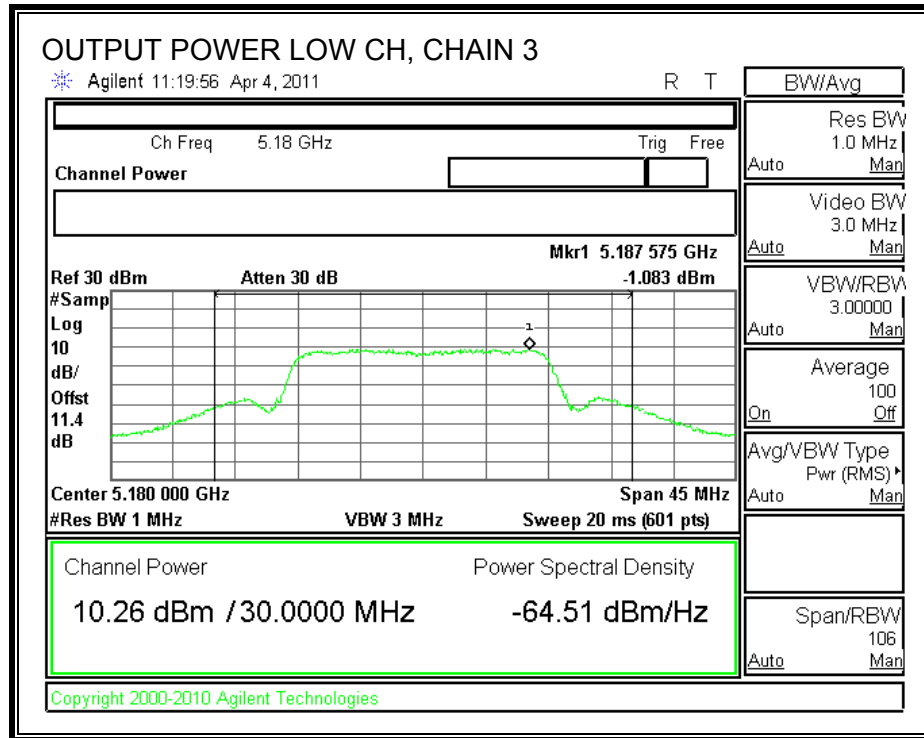 OUTPUT POWER LOW CH, CHAIN 3
Agilent 11:19:56 Apr 4, 2011 R T
Ch Freq 5.18 GHz Trig Free
Channel Power
Mkr1 5.187 575 GHz
Ref 30 dBm Atten 30 dB -1.083 dBm
#Samp
Log
10
dB/
Offst
11.4
dB
1
Center 5.180 000 GHz Span 45 MHz
#Res BW 1 MHz VBW 3 MHz Sweep 20 ms (601 pts)
Channel Power Power Spectral Density
10.26 dBm / 30.0000 MHz -64.51 dBm/Hz
Copyright 2000-2010 Agilent Technologies
BW/Avg
Res BW
1.0 MHz
Auto Man
Video BW
3.0 MHz
Auto Man
VBW/RBW
3.00000
Auto Man
Average
100
On Off
Avg/VBW Type
Pwr (RMS)
Auto Man
Span/RBW
106
Auto Man